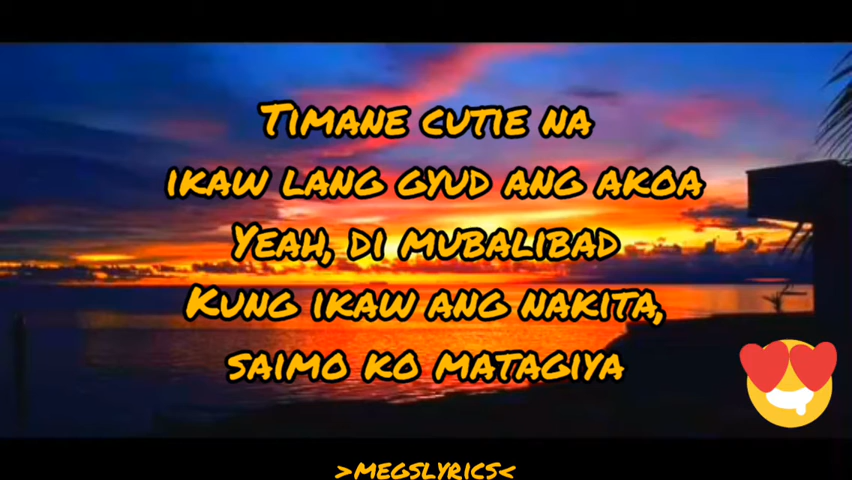 Timane cutie na
ikaw lang gyud ang akoa
Yeah, di mubalibad
Kung ikaw ang nakita,
saimo ko matagiya
>megslyrics<